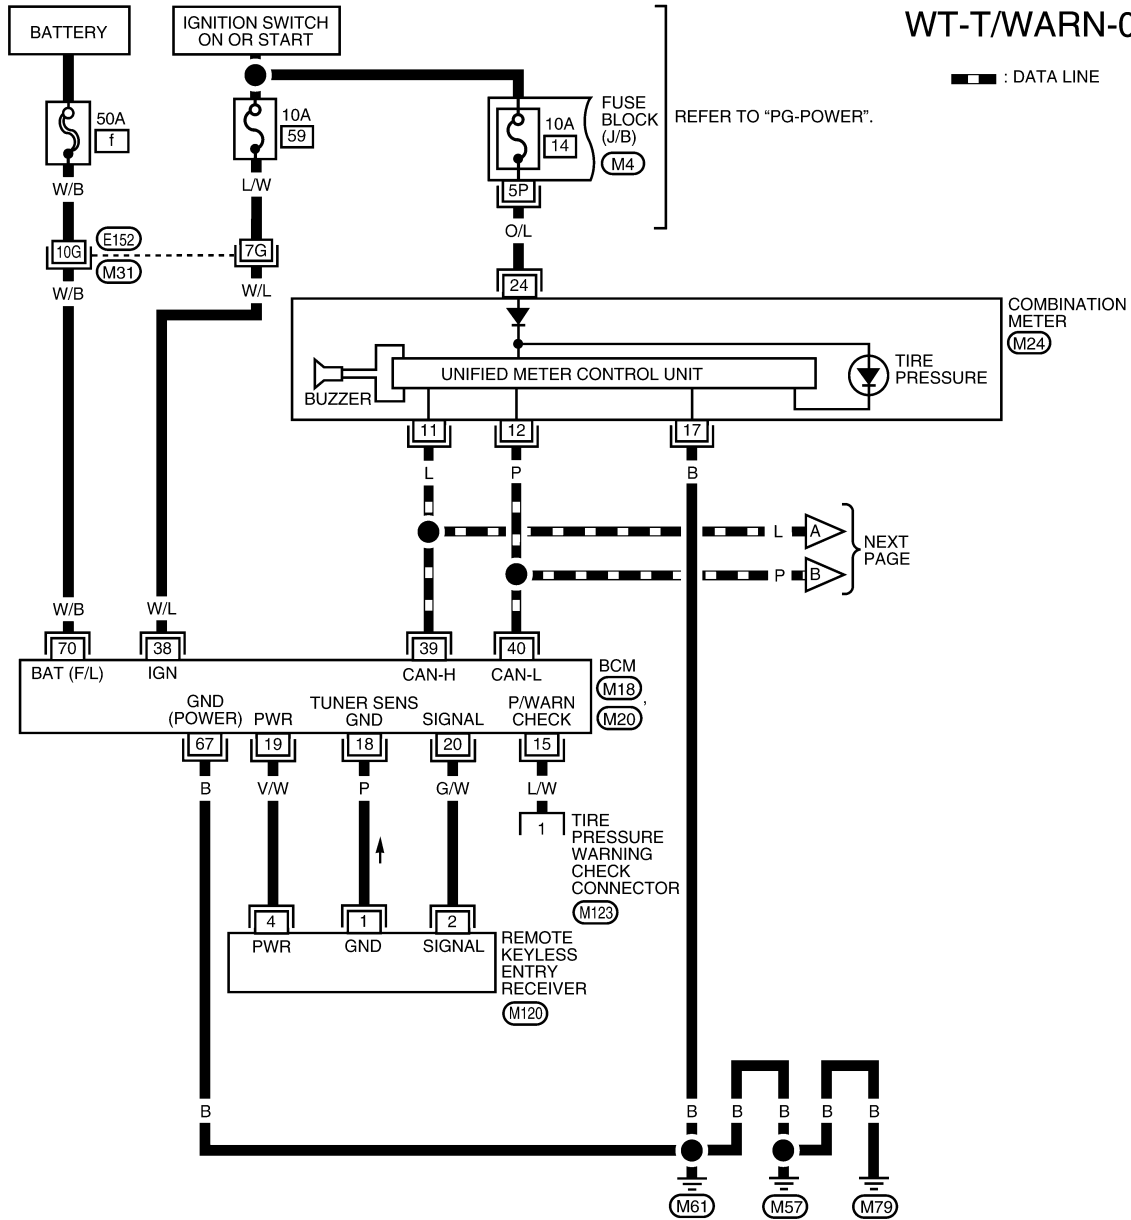 BATTERY
IGNITION SWITCH
ON OR START
WT-T/WARN-0
: DATA LINE
50A
f
10A
59
10A
14
FUSE
BLOCK
(J/B)
M4
REFER TO “PG-POWER”.
5P
W/B
L/W
O/L
10G
E152
M31
7G
24
W/B
W/L
COMBINATION
METER
M24
BUZZER
UNIFIED METER CONTROL UNIT
TIRE
PRESSURE
11
12
17
L
P
B
L
A
P
B
NEXT
PAGE
W/B
W/L
70
38
39
40
BAT (F/L)
IGN
CAN-H
CAN-L
BCM
M18
,
M20
GND
(POWER)
PWR
TUNER SENS
GND
SIGNAL
P/WARN
CHECK
67
19
18
20
15
B
V/W
P
G/W
L/W
1
TIRE
PRESSURE
WARNING
CHECK
CONNECTOR
M123
4
1
2
PWR
GND
SIGNAL
REMOTE
KEYLESS
ENTRY
RECEIVER
M120
B
B
B
B
B
B
M61
M57
M79